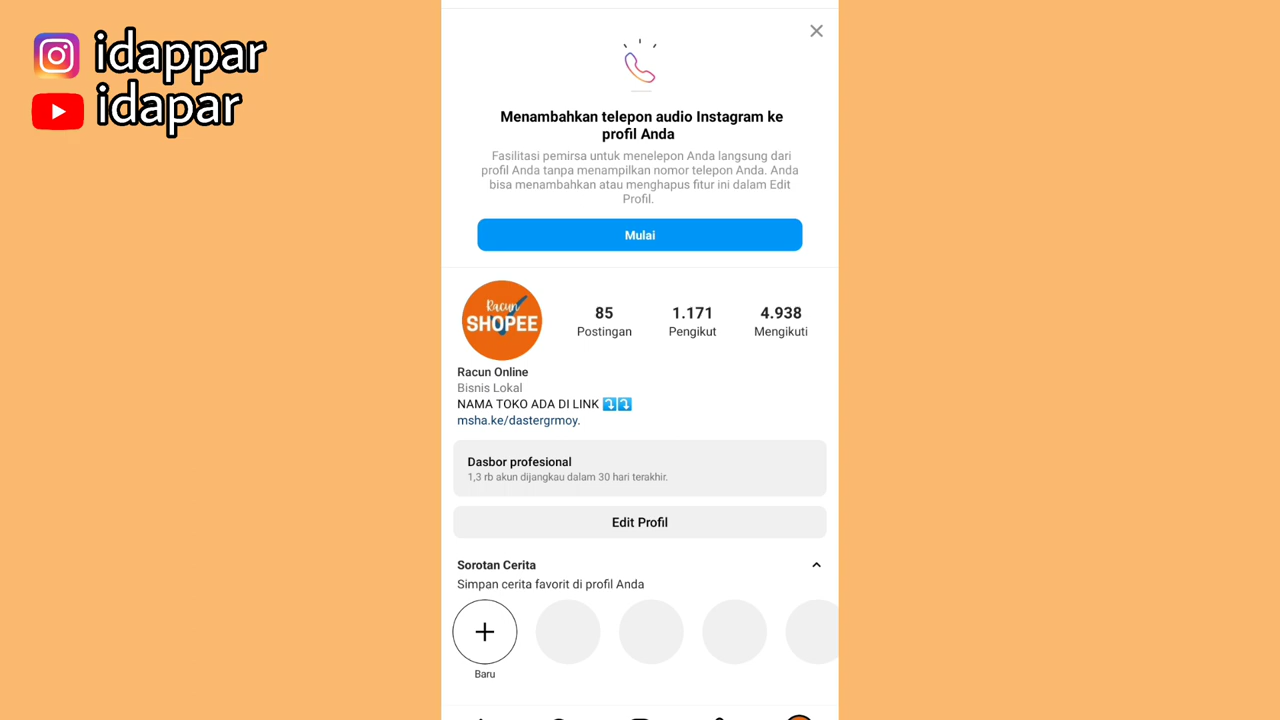 idappar
idapar
Menambahkan telepon audio Instagram ke
profil Anda
Fasilitasi pemirsa untuk menelepon Anda langsung dari
profil Anda tanpa menampilkan nomor telepon Anda. Anda
bisa menambahkan atau menghapus fitur ini dalam Edit
Profil.
Mulai
Racun
SHOPEE
85
Postingan
1.171
Pengikut
4.938
Mengikuti
Racun Online
Bisnis Lokal
NAMA TOKO ADA DI LINK ⤵️⤵️
msha.ke/dastergrmoy.
Dasbor profesional
1,3 rb akun dijangkau dalam 30 hari terakhir.
Edit Profil
Sorotan Cerita
Simpan cerita favorit di profil Anda
Baru